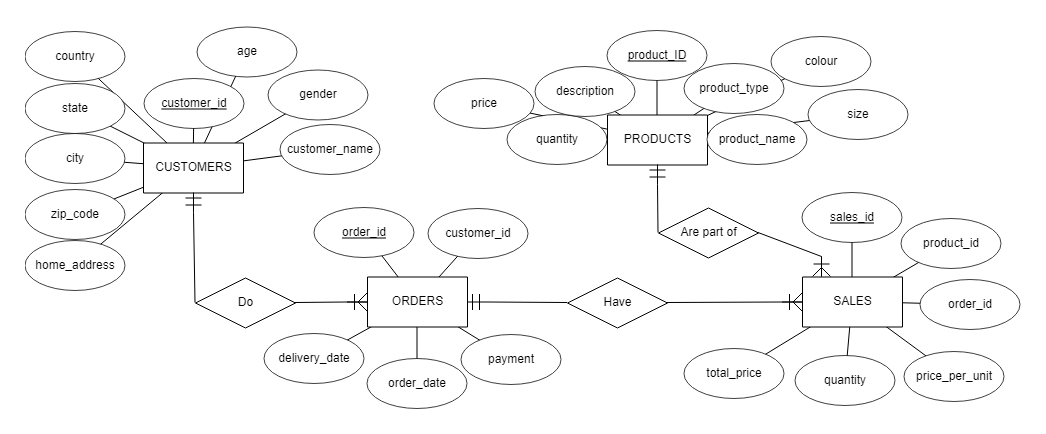 country
age
state
customer_id
gender
city
customer_name
CUSTOMERS
zip_code
home_address
product_ID
colour
description
product_type
price
size
quantity
PRODUCTS
product_name
order_id
customer_id
Are part of
sales_id
product_id
Do
ORDERS
Have
SALES
order_id
delivery_date
order_date
payment
total_price
quantity
price_per_unit